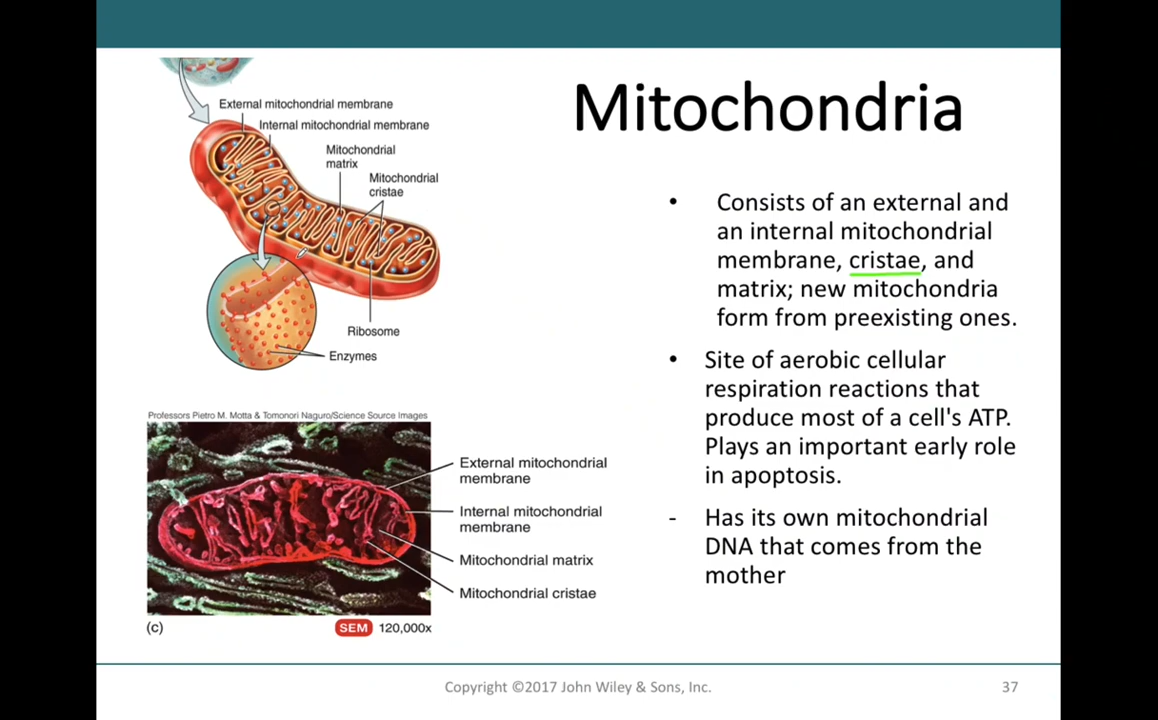 Mitochondria
External mitochondrial membrane
Internal mitochondrial membrane
Mitochondrial
matrix
Mitochondrial
cristae
Ribosome
Enzymes
• Consists of an external and
an internal mitochondrial
membrane, cristae, and
matrix; new mitochondria
form from preexisting ones.
• Site of aerobic cellular
respiration reactions that
produce most of a cell's ATP.
Plays an important early role
in apoptosis.
- Has its own mitochondrial
DNA that comes from the
mother
Professors Pietro M. Motta & Tomonori Naguro/Science Source Images
External mitochondrial
membrane
Internal mitochondrial
membrane
Mitochondrial matrix
Mitochondrial cristae
(c)
SEM 120,000x
Copyright ©2017 John Wiley & Sons, Inc.
37